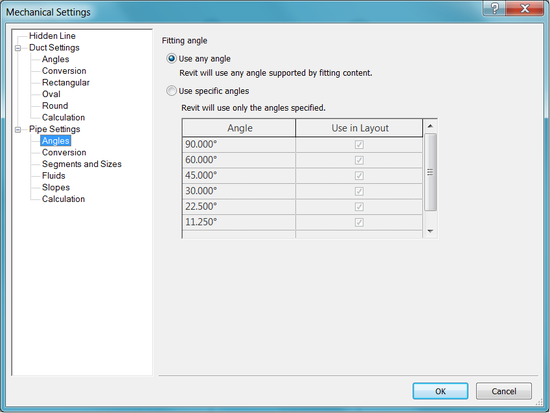 Mechanical Settings
Hidden Line
Duct Settings
Angles
Conversion
Rectangular
Oval
Round
Calculation
Pipe Settings
Angles
Conversion
Segments and Sizes
Fluids
Slopes
Calculation
Fitting angle
Use any angle
Revit will use any angle supported by fitting content.
Use specific angles
Revit will use only the angles specified.
Angle Use in Layout
90.000°
60.000°
45.000°
30.000°
22.500°
11.250°
OK Cancel